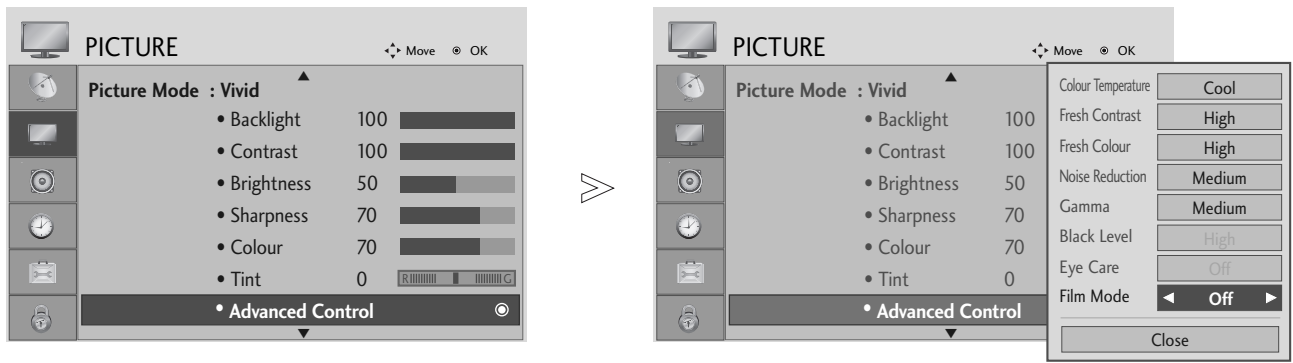 PICTURE
Move OK
Picture Mode : Vivid
• Backlight 100
• Contrast 100
• Brightness 50
• Sharpness 70
• Colour 70
• Tint 0 R G
• Advanced Control
PICTURE
Move OK
Picture Mode : Vivid
• Backlight 100
• Contrast 100
• Brightness 50
• Sharpness 70
• Colour 70
• Tint 0
• Advanced Control
Colour Temperature Cool
Fresh Contrast High
Fresh Colour High
Noise Reduction Medium
Gamma Medium
Black Level High
Eye Care Off
Film Mode Off
Close